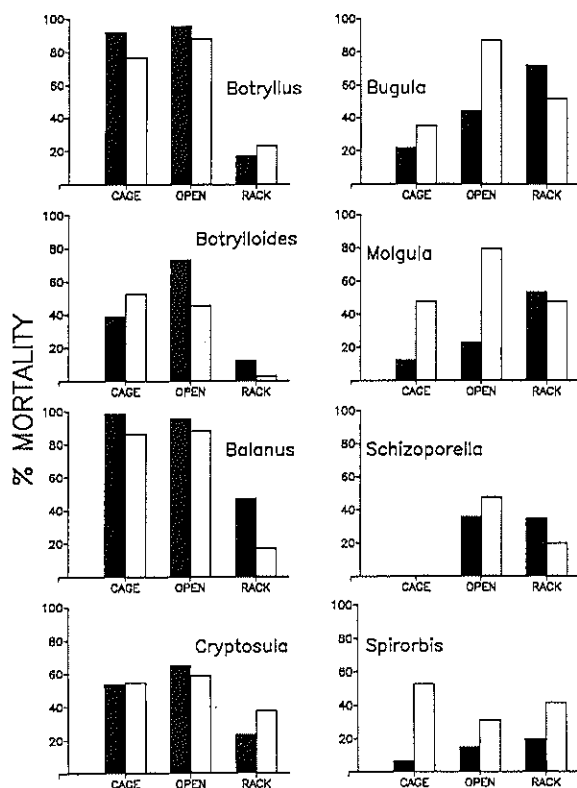 % MORTALITY
100
80
60
40
20
Botryllus
CAGE OPEN RACK
100
80
60
40
20
Bugula
CAGE OPEN RACK
100
80
60
40
20
Botrylloides
CAGE OPEN RACK
100
80
60
40
20
Molgula
CAGE OPEN RACK
100
80
60
40
20
Balanus
CAGE OPEN RACK
100
80
60
40
20
Schizoporella
CAGE OPEN RACK
100
80
60
40
20
Cryptosula
CAGE OPEN RACK
100
80
60
40
20
Spirorbis
CAGE OPEN RACK